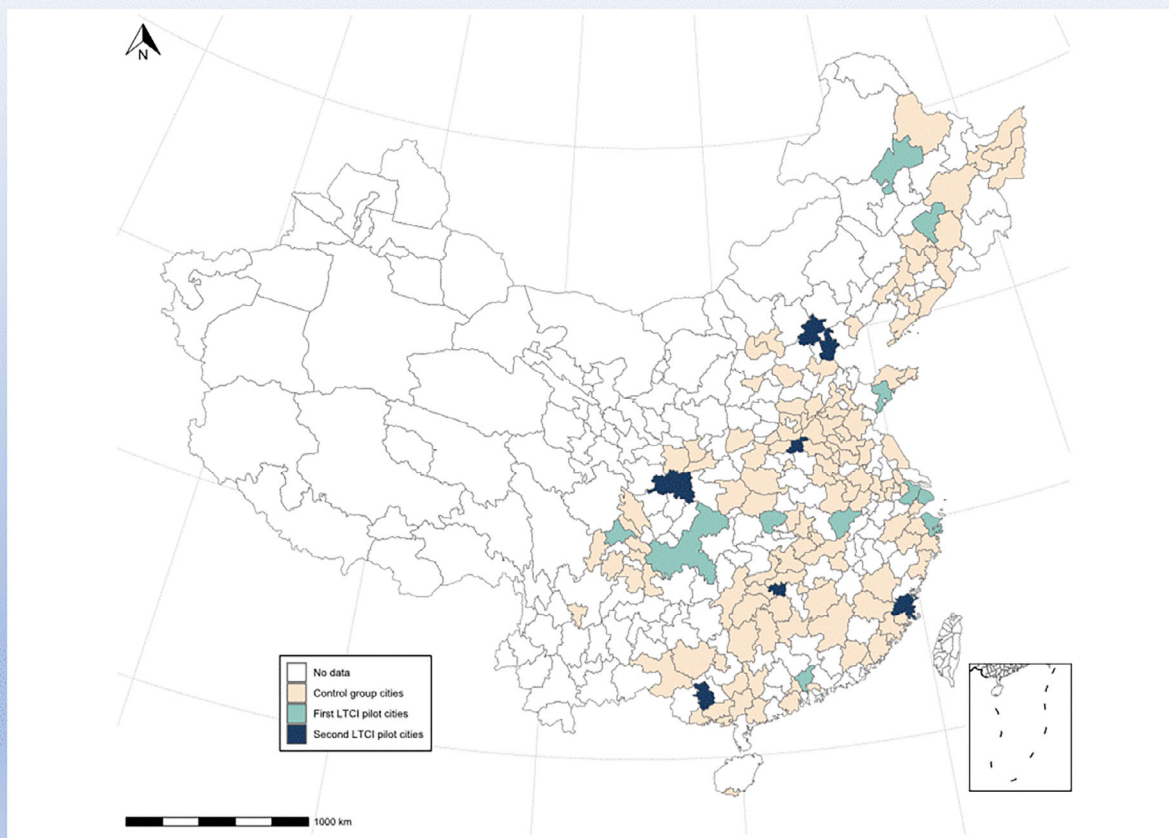 N
No data
Control group cities
First LTCI pilot cities
Second LTCI pilot cities
1000 km